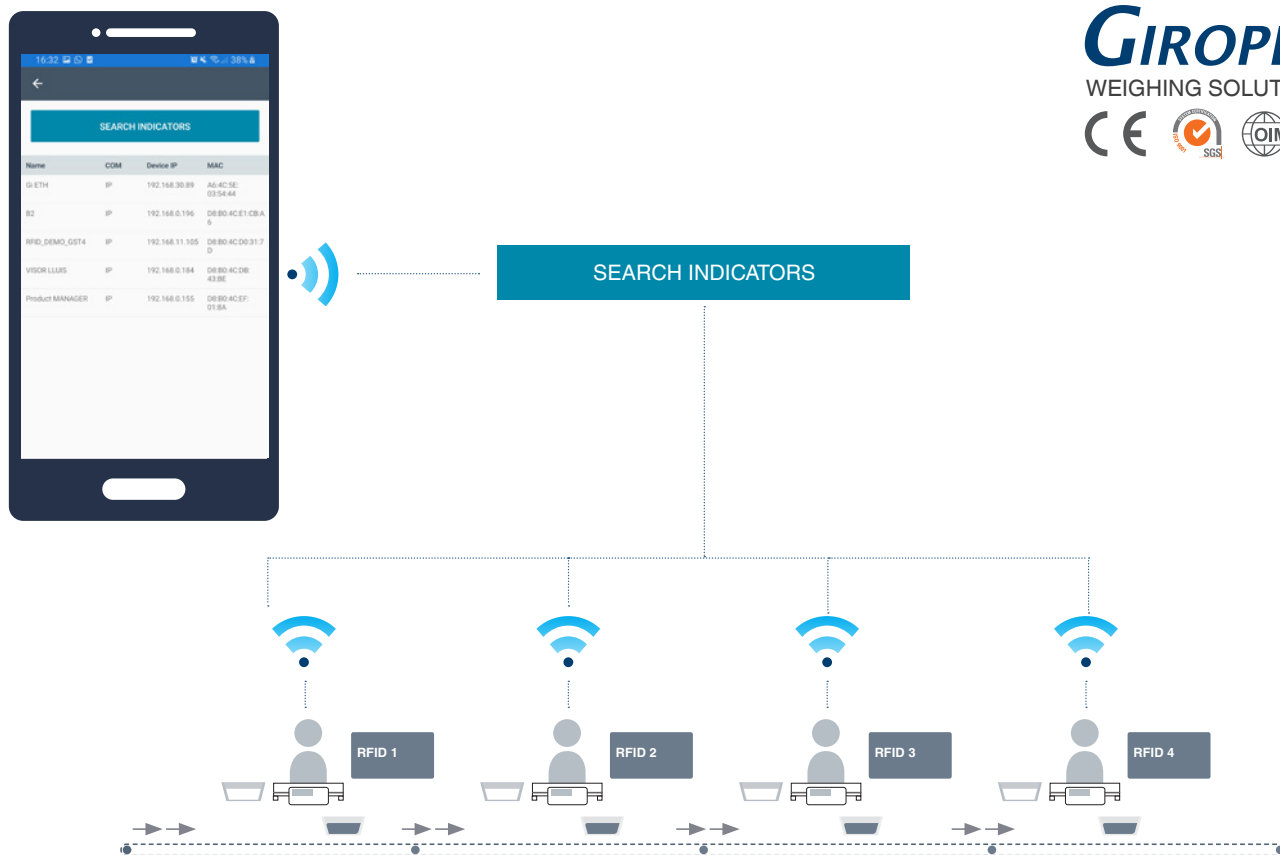 GIROPE
WEIGHING SOLUT
CE
ISO 9001
SGS
OIM
16:32 38%
SEARCH INDICATORS
Name COM Device IP MAC
Gi ETH IP 192.168.30.89 A6:4C:5E:
03:54:44
B2 IP 192.168.0.196 D8:B0:4C:E1:CB:A
6
RFID_DEMO_GST4 IP 192.168.11.105 D8:B0:4C:D0:31:7
D
VISOR LLUIS IP 192.168.0.184 D8:B0:4C:DB:
43:BE
Product MANAGER IP 192.168.0.155 D8:B0:4C:EF:
01:8A
SEARCH INDICATORS
RFID 1
RFID 2
RFID 3
RFID 4